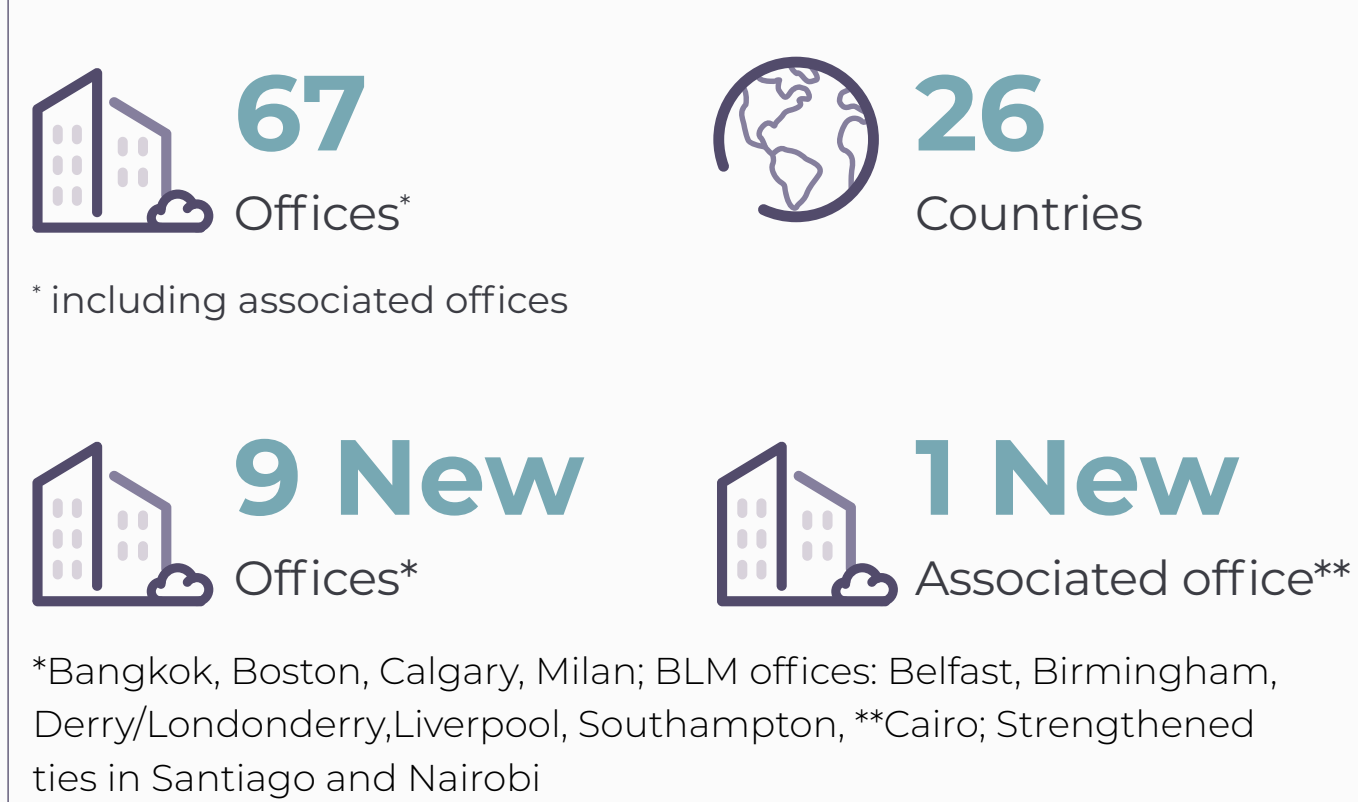 67
Offices*
26
Countries
* including associated offices
9 New
Offices*
1 New
Associated office**
*Bangkok, Boston, Calgary, Milan; BLM offices: Belfast, Birmingham,
Derry/Londonderry,Liverpool, Southampton, **Cairo; Strengthened
ties in Santiago and Nairobi